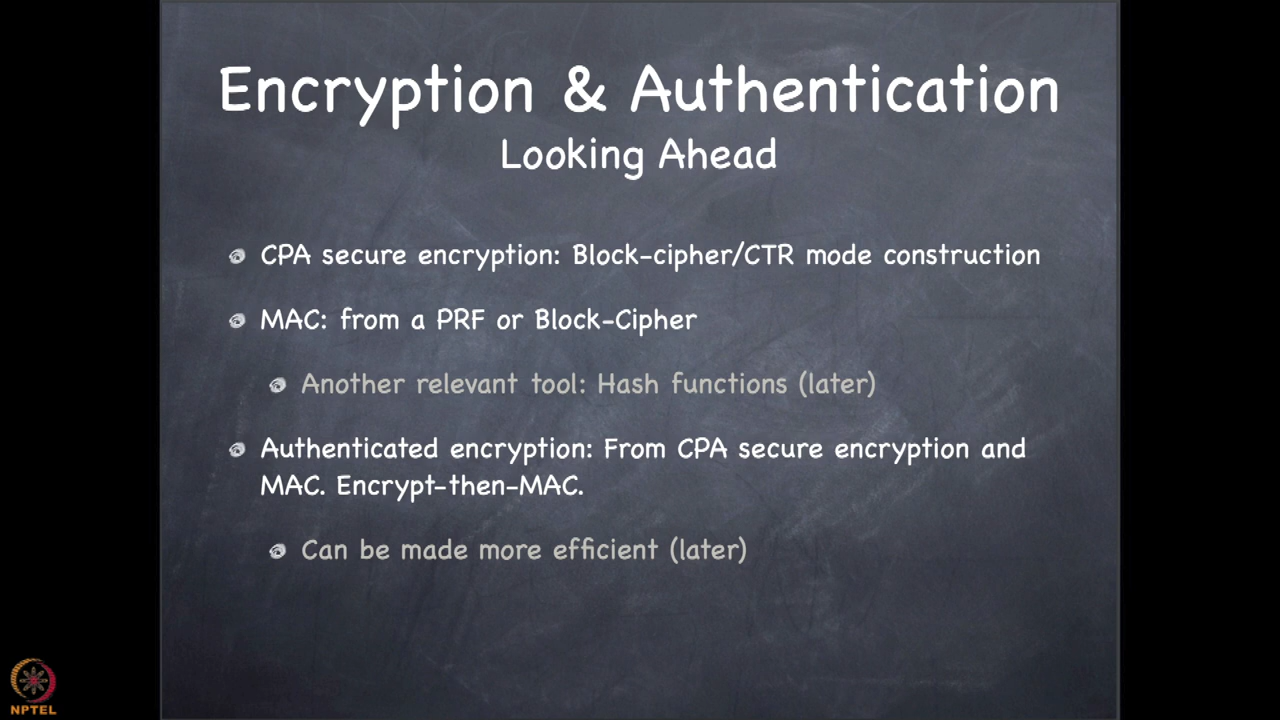 Encryption & Authentication
Looking Ahead
CPA secure encryption: Block-cipher/CTR mode construction
MAC: from a PRF or Block-Cipher
Another relevant tool: Hash functions (later)
Authenticated encryption: From CPA secure encryption and
MAC. Encrypt-then-MAC.
Can be made more efficient (later)
NPTEL